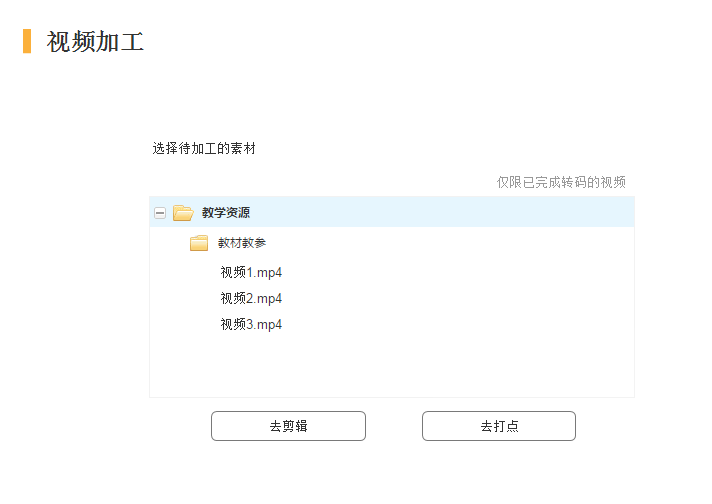 视频加工
选择待加工的素材
仅限已完成转码的视频
教学资源
教材教参
视频1.mp4
视频2.mp4
视频3.mp4
去剪辑
去打点